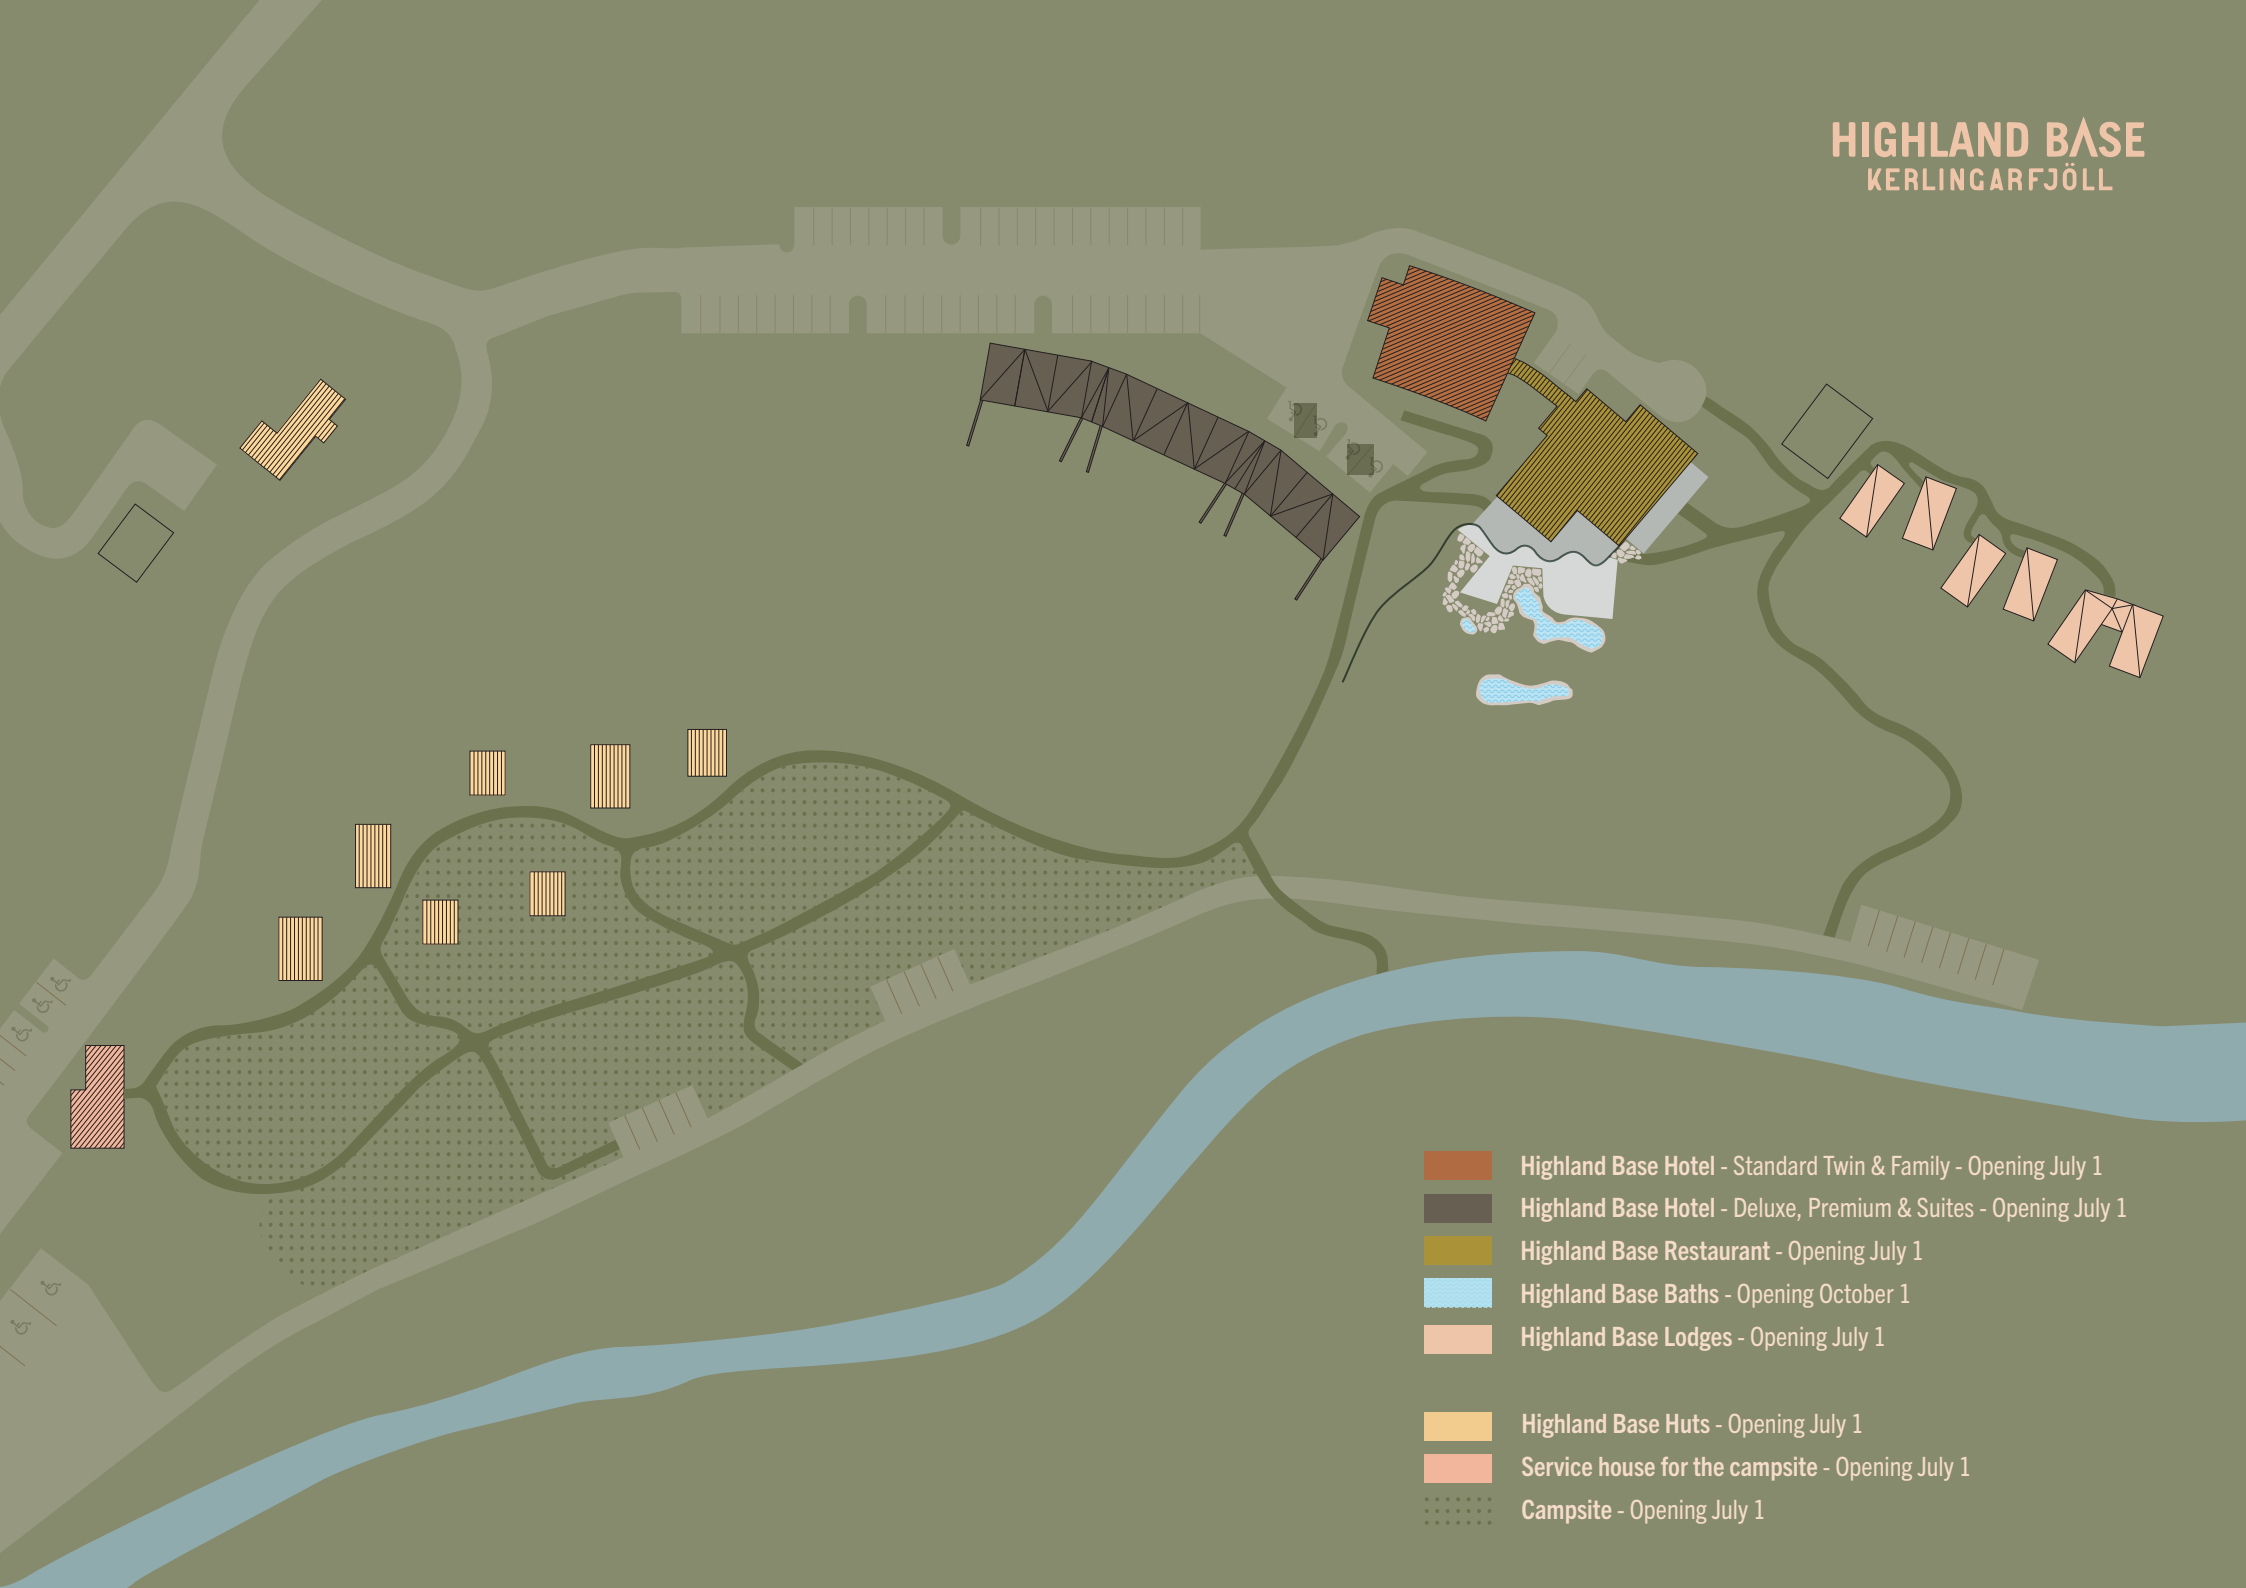 HIGHLAND BASE
KERLINGARFJÖLL
Highland Base Hotel - Standard Twin & Family - Opening July 1
Highland Base Hotel - Deluxe, Premium & Suites - Opening July 1
Highland Base Restaurant - Opening July 1
Highland Base Baths - Opening October 1
Highland Base Lodges - Opening July 1
Highland Base Huts - Opening July 1
Service house for the campsite - Opening July 1
Campsite - Opening July 1